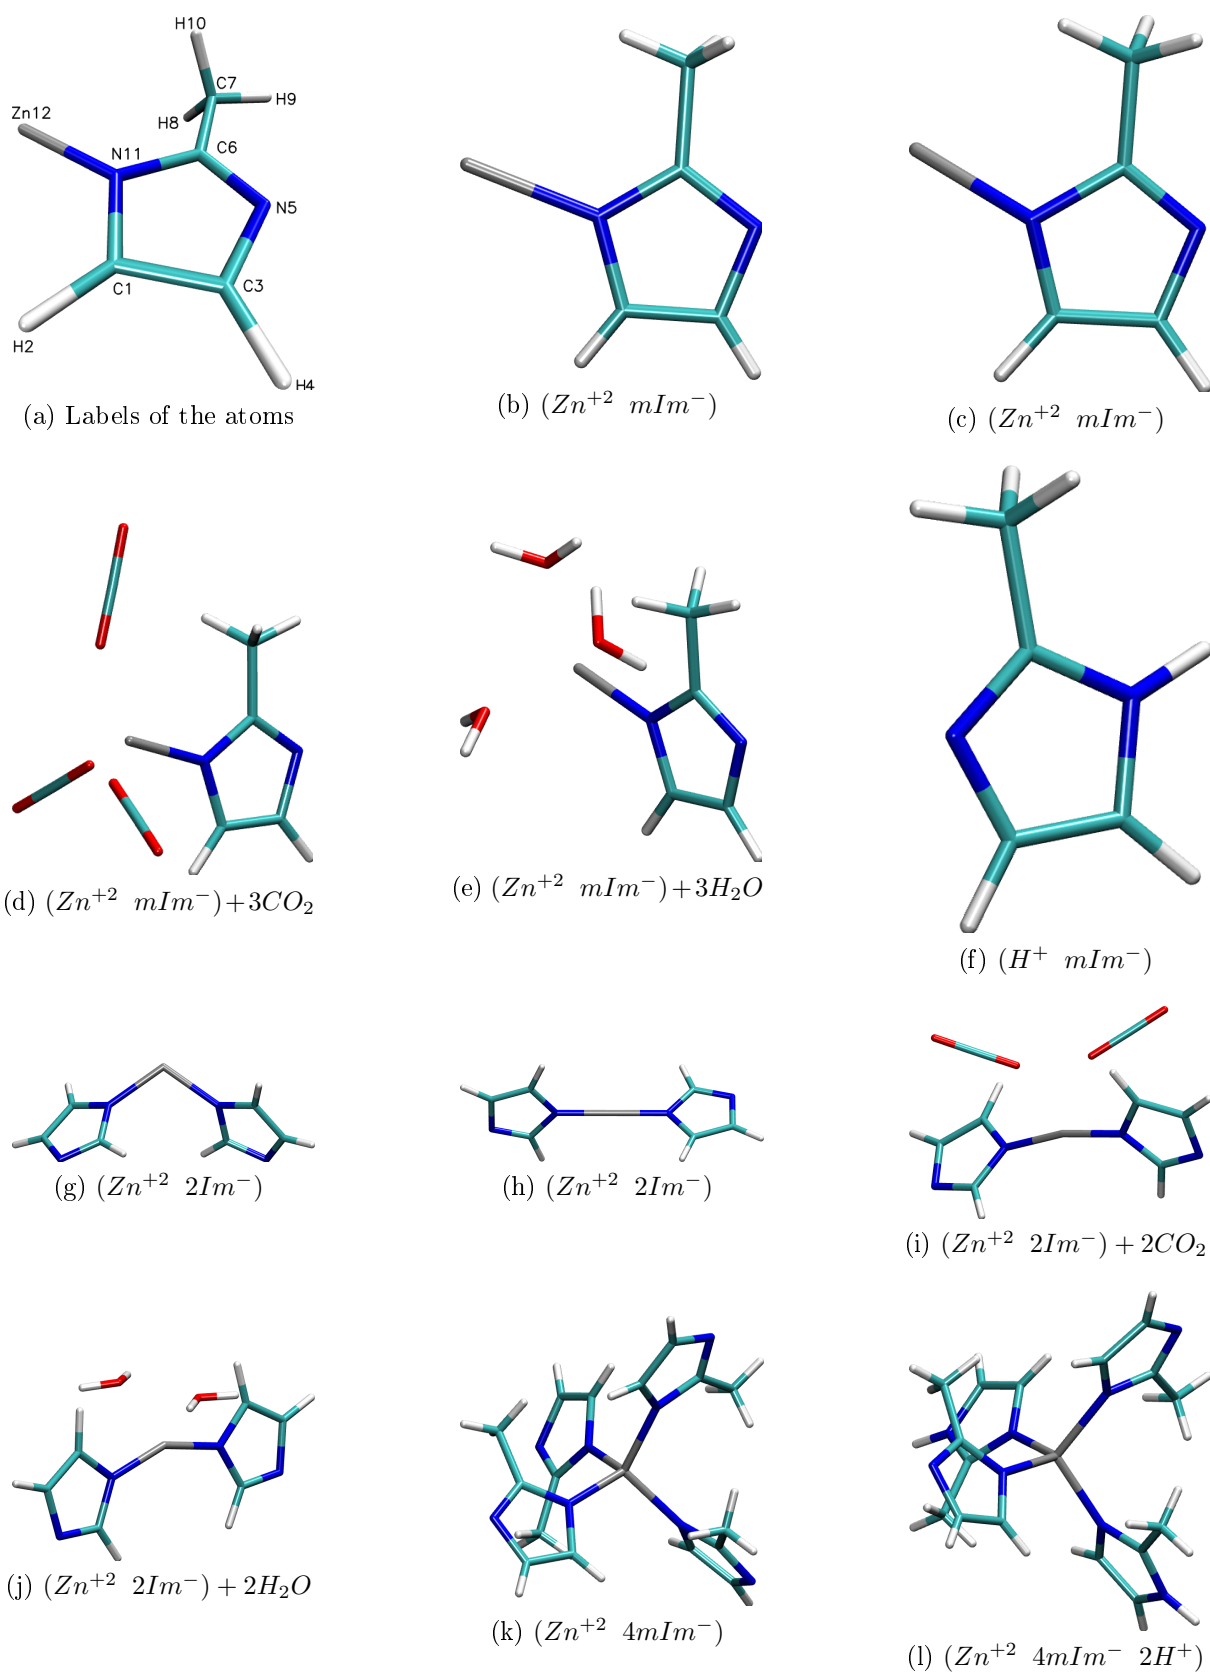 H10
C7
H9
H8
Zn12
N11
C6
N5
C1
C3
H2
H4
(a) Labels of the atoms
(b) (Zn⁺² mIm⁻)
(c) (Zn⁺² mIm⁻)
(d) (Zn⁺² mIm⁻)+3CO₂
(e) (Zn⁺² mIm⁻)+3H₂O
(f) (H⁺ mIm⁻)
(g) (Zn⁺² 2Im⁻)
(h) (Zn⁺² 2Im⁻)
(i) (Zn⁺² 2Im⁻) + 2CO₂
(j) (Zn⁺² 2Im⁻) + 2H₂O
(k) (Zn⁺² 4mIm⁻)
(l) (Zn⁺² 4mIm⁻ 2H⁺)